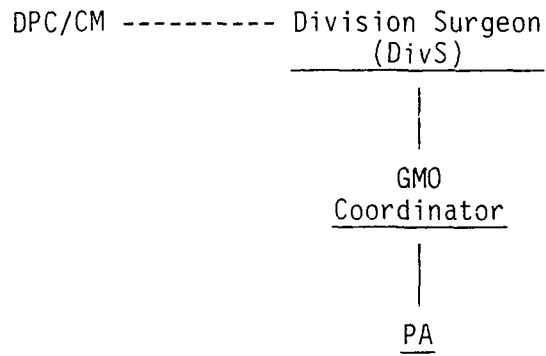 DPC/CM ---------- Division Surgeon
(DivS)
GMO
Coordinator
PA